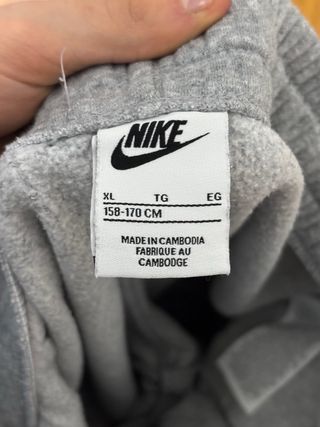 NIKE
XL TG EG
158-170 CM
MADE IN CAMBODIA
FABRIQUE AU
CAMBODGE